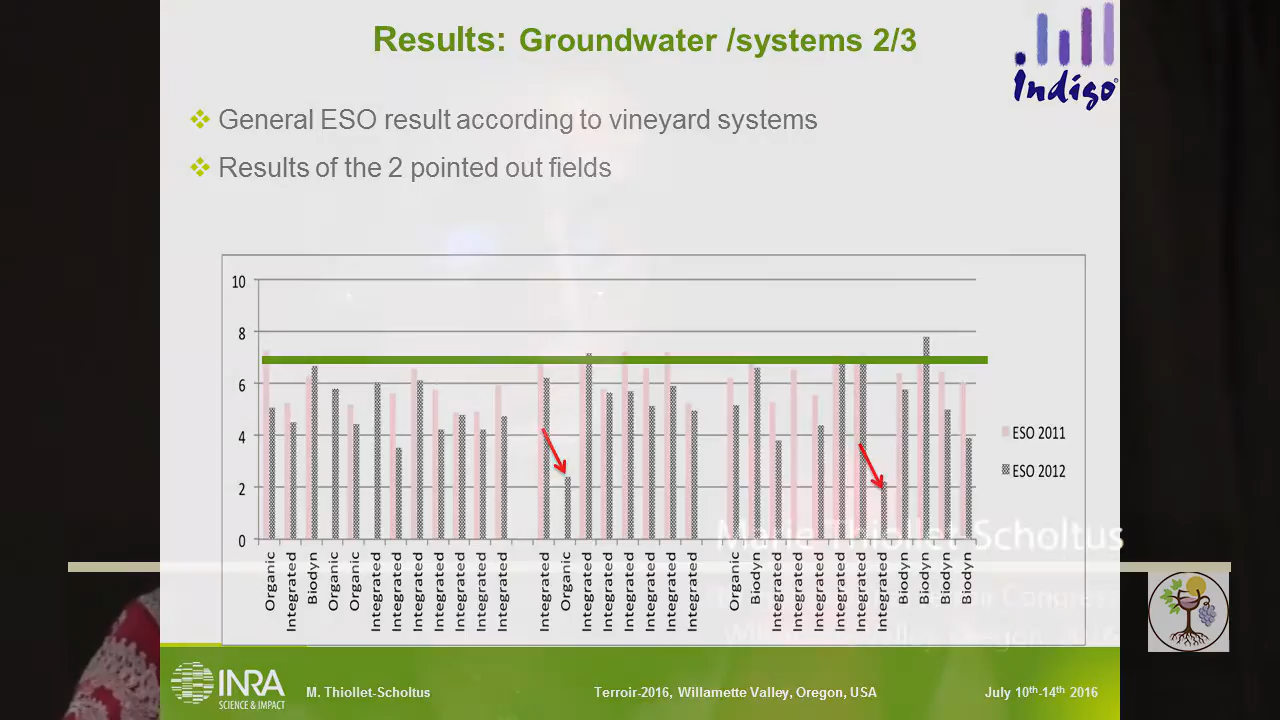 Results: Groundwater /systems 2/3
Indigo
General ESO result according to vineyard systems
Results of the 2 pointed out fields
10
8
6
4
2
0
ESO 2011
ESO 2012
Organic
Integrated
Biodyn
Organic
Organic
Integrated
Integrated
Integrated
Integrated
Integrated
Integrated
Integrated
Integrated
Organic
Integrated
Integrated
Integrated
Integrated
Integrated
Integrated
Organic
Biodyn
Integrated
Integrated
Integrated
Integrated
Integrated
Integrated
Biodyn
Biodyn
Biodyn
Biodyn
Marie Thiollet-Scholtus
INRA
SCIENCE & IMPACT
M. Thiollet-Scholtus
Terroir-2016, Willamette Valley, Oregon, USA
July 10th-14th 2016